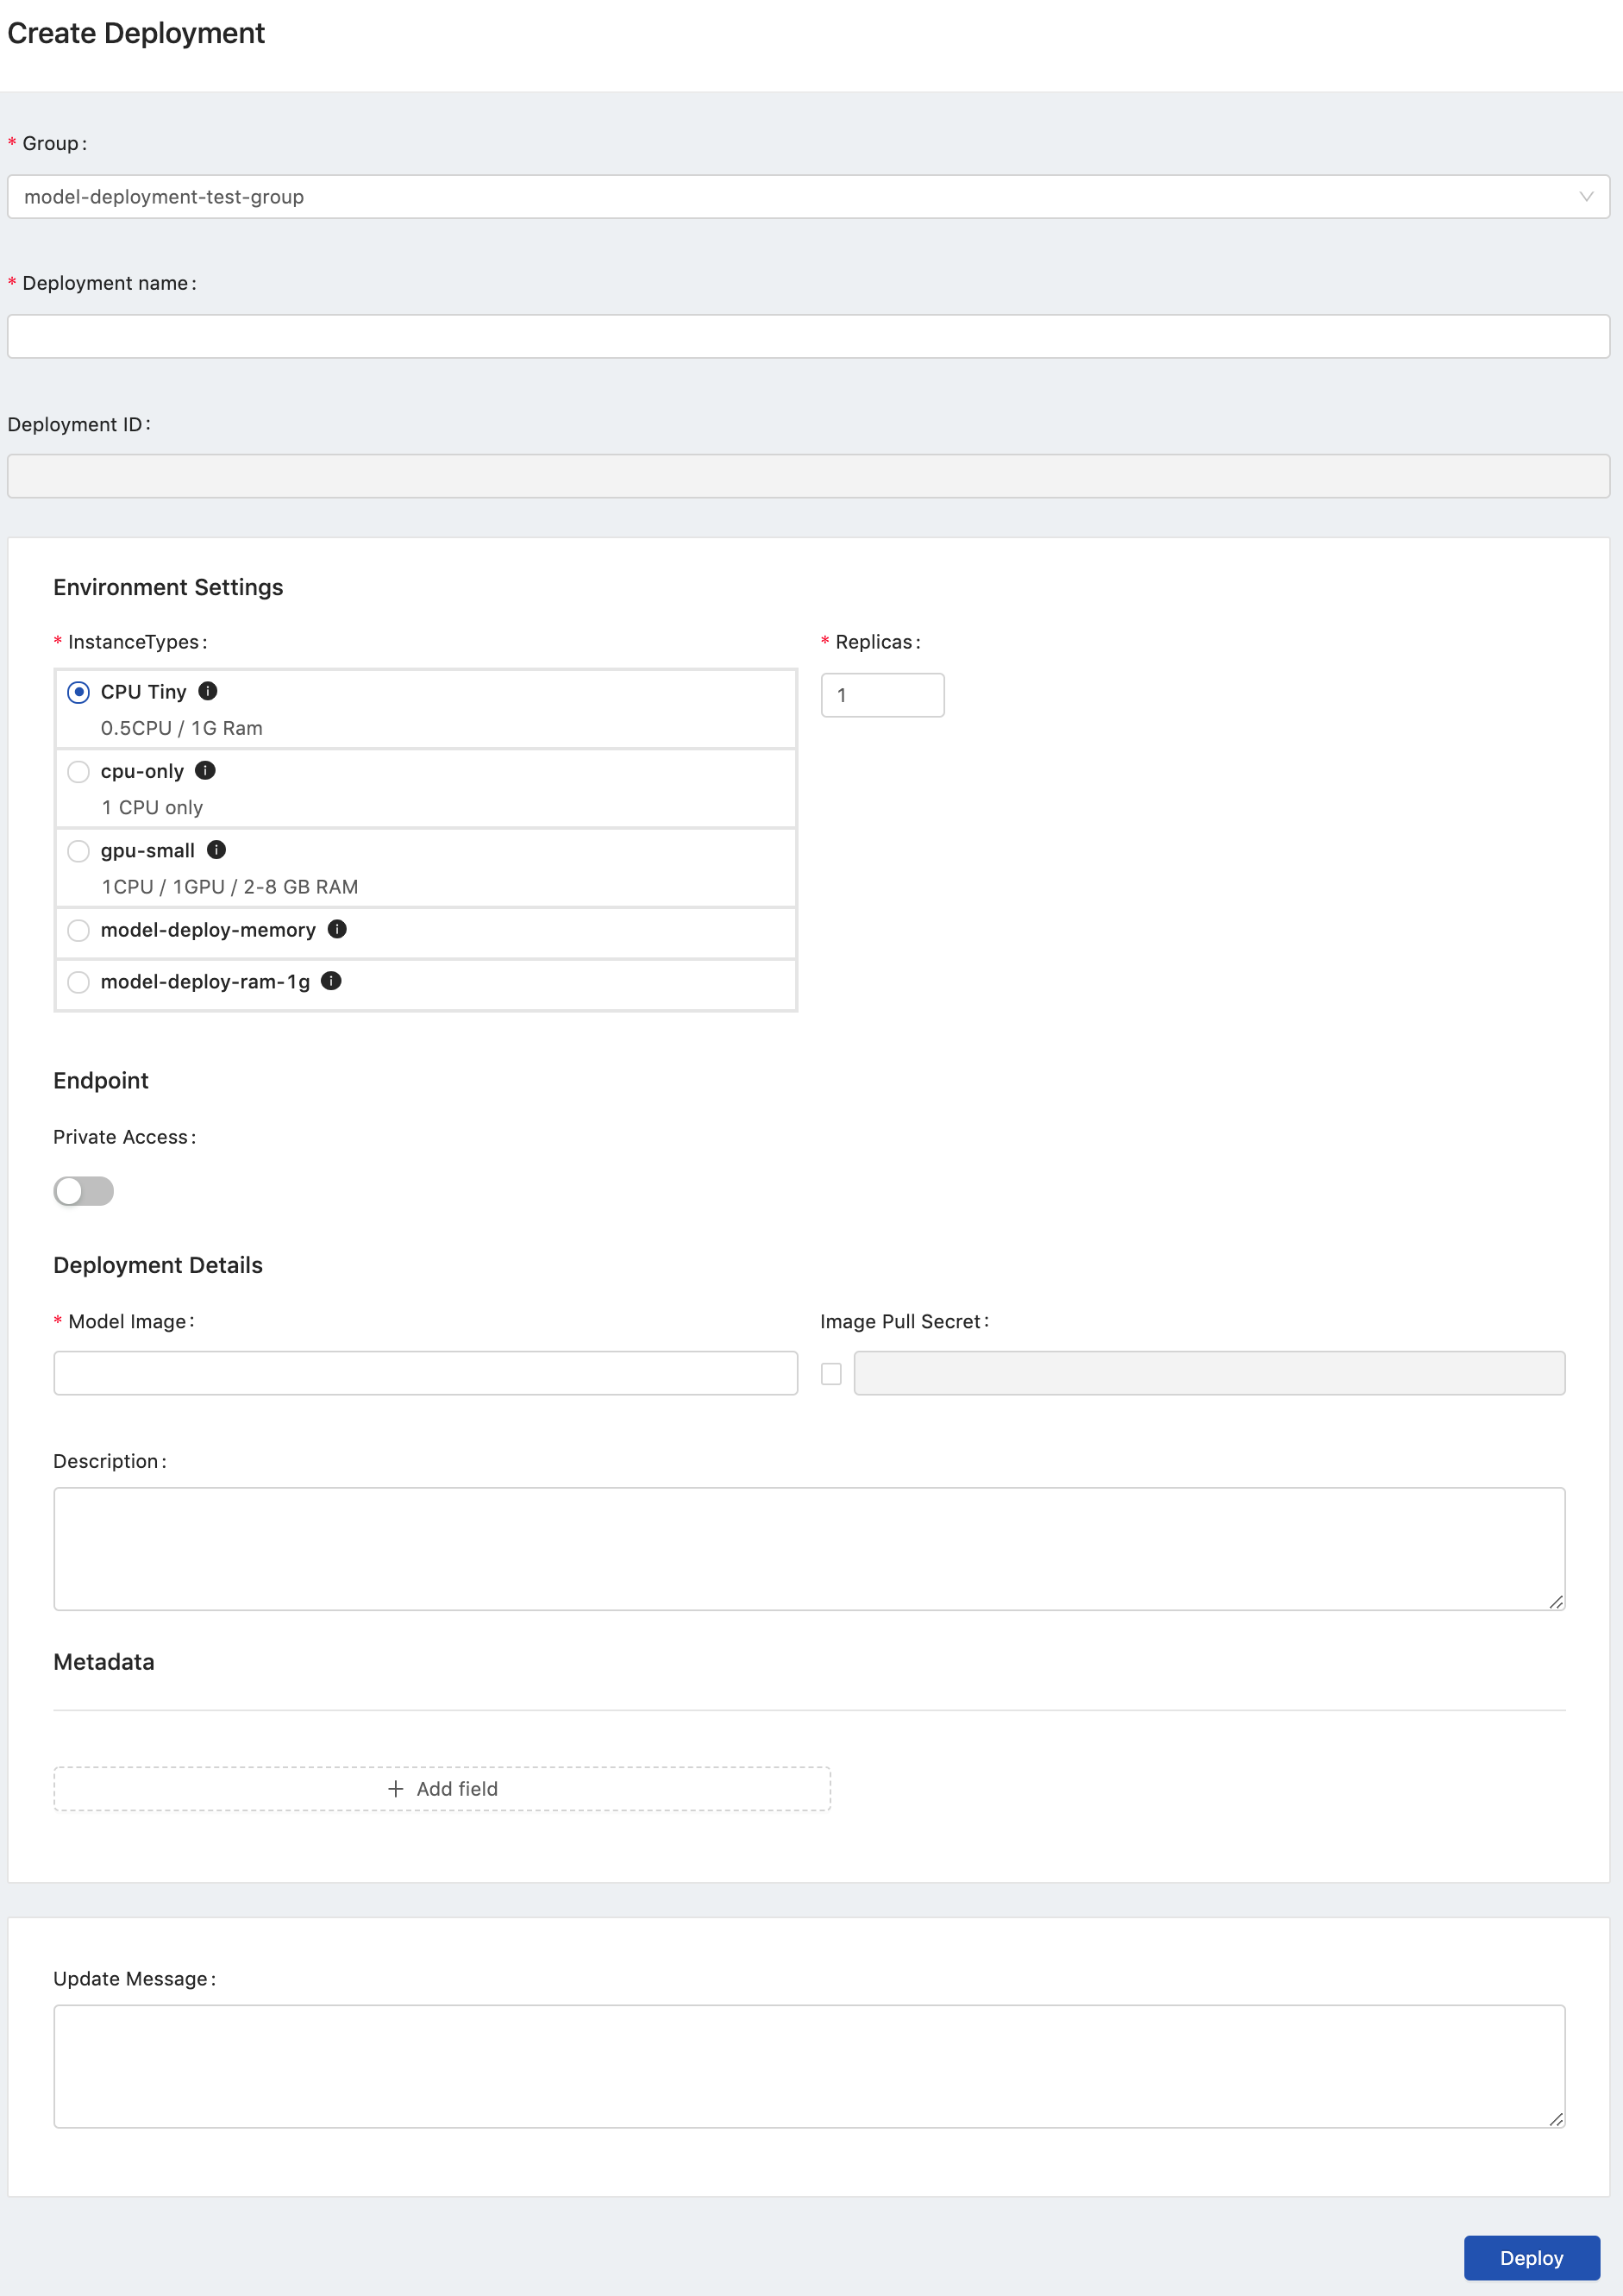 Create Deployment
* Group:
model-deployment-test-group
* Deployment name:
Deployment ID:
Environment Settings
* InstanceTypes:
* Replicas:
CPU Tiny
0.5CPU / 1G Ram
1
cpu-only
1 CPU only
gpu-small
1CPU / 1GPU / 2-8 GB RAM
model-deploy-memory
model-deploy-ram-1g
Endpoint
Private Access:
Deployment Details
* Model Image:
Image Pull Secret:
Description:
Metadata
+ Add field
Update Message:
Deploy